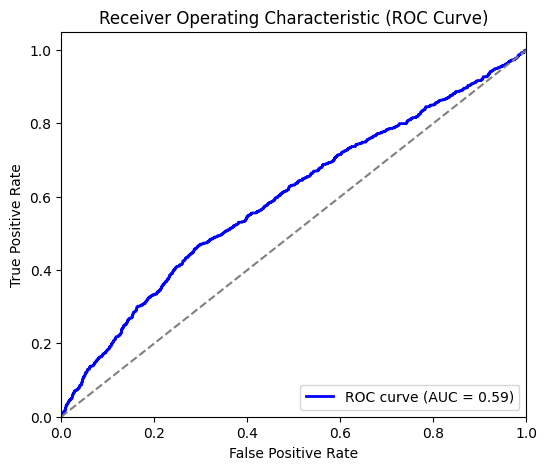 Receiver Operating Characteristic (ROC Curve)
True Positive Rate
1.0
0.8
0.6
0.4
0.2
0.0
0.0 0.2 0.4 0.6 0.8 1.0
False Positive Rate
ROC curve (AUC = 0.59)